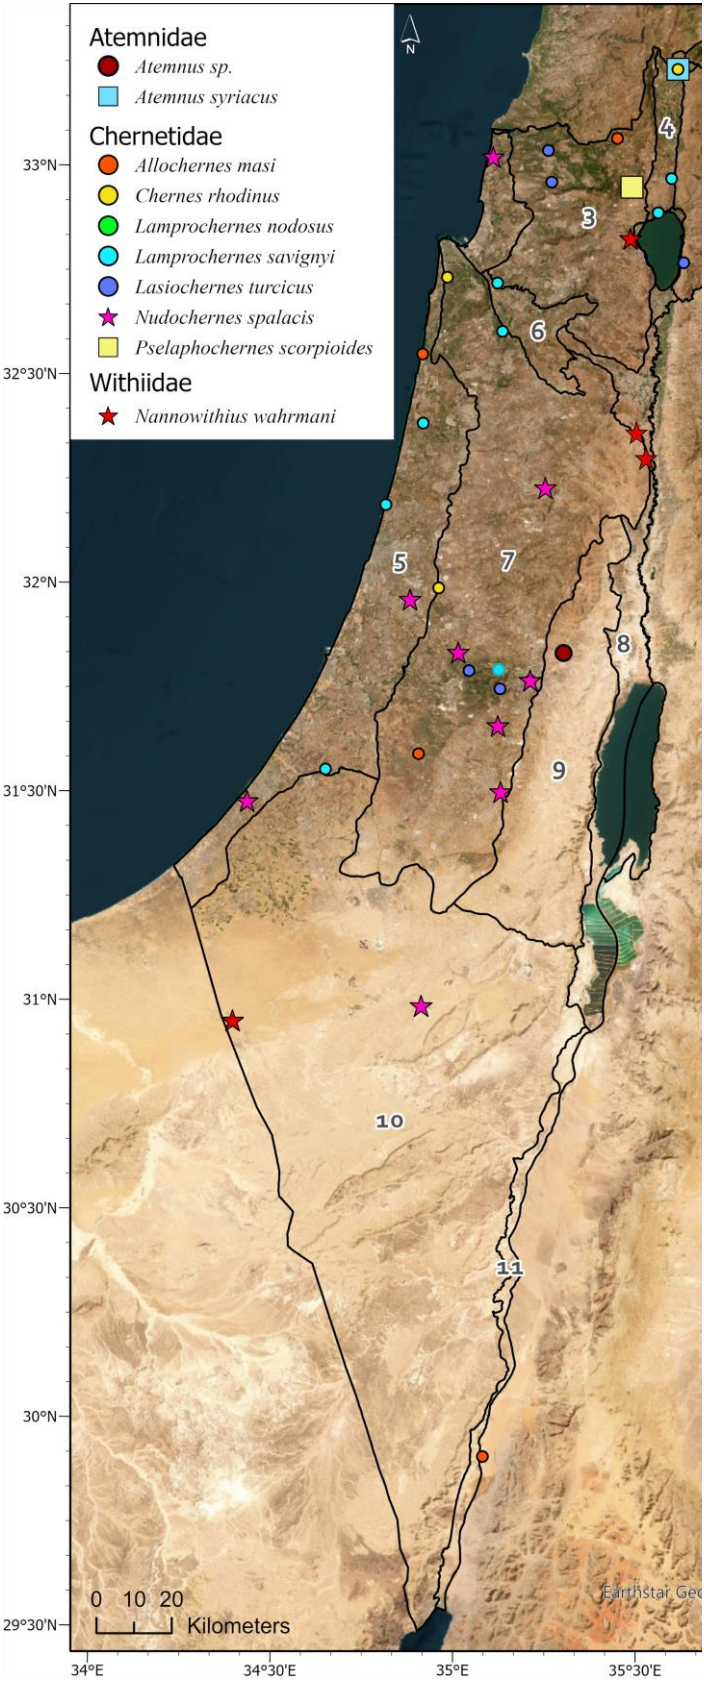 Atemnidae
Atemnus sp.
Atemnus syriacus
Chernetidae
Allochernes masi
Chernes rhodinus
Lamprochernes nodosus
Lamprochernes savignyi
Lasiochernes turcicus
Nudochernes spalacis
Pselaphochernes scorpioides
Withiidae
Nannowithius wahrmani
N
4
33°N
3
6
32°30'N
7
5
32°N
8
9
31°30'N
31°N
10
30°30'N
11
30°N
0 10 20
Kilometers
Earthstar Geo
29°30'N
34°E
34°30'E
35°E
35°30'E